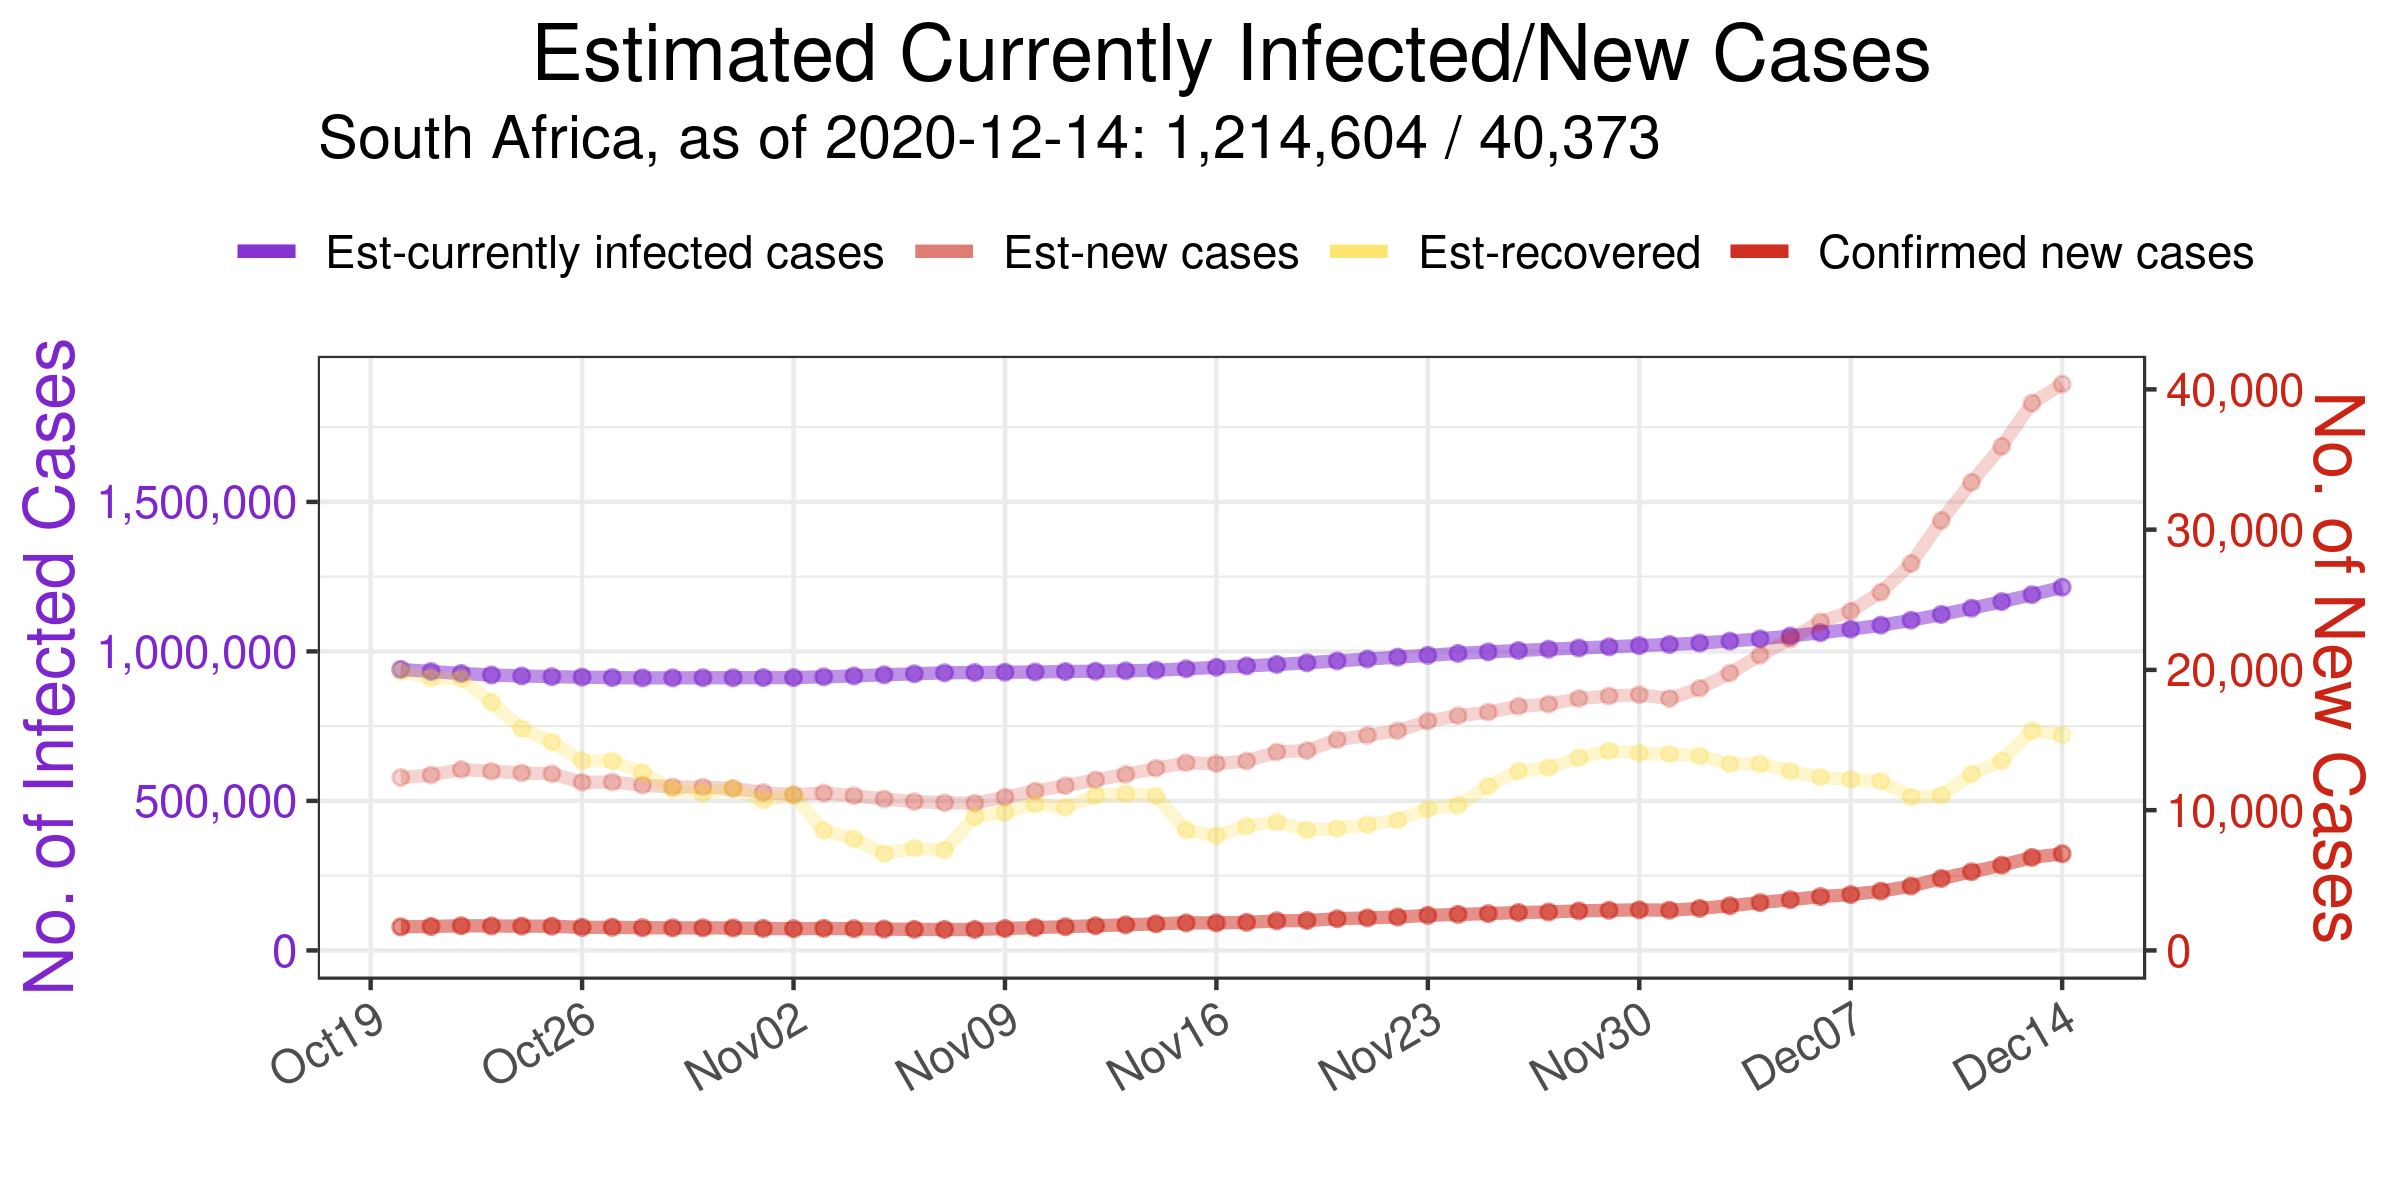 Estimated Currently Infected/New Cases
South Africa, as of 2020-12-14: 1,214,604 / 40,373
Est-currently infected cases Est-new cases Est-recovered Confirmed new cases
No. of Infected Cases
1,500,000
1,000,000
500,000
0
40,000
30,000
20,000
10,000
0
No. of New Cases
Oct19 Oct26 Nov02 Nov09 Nov16 Nov23 Nov30 Dec07 Dec14